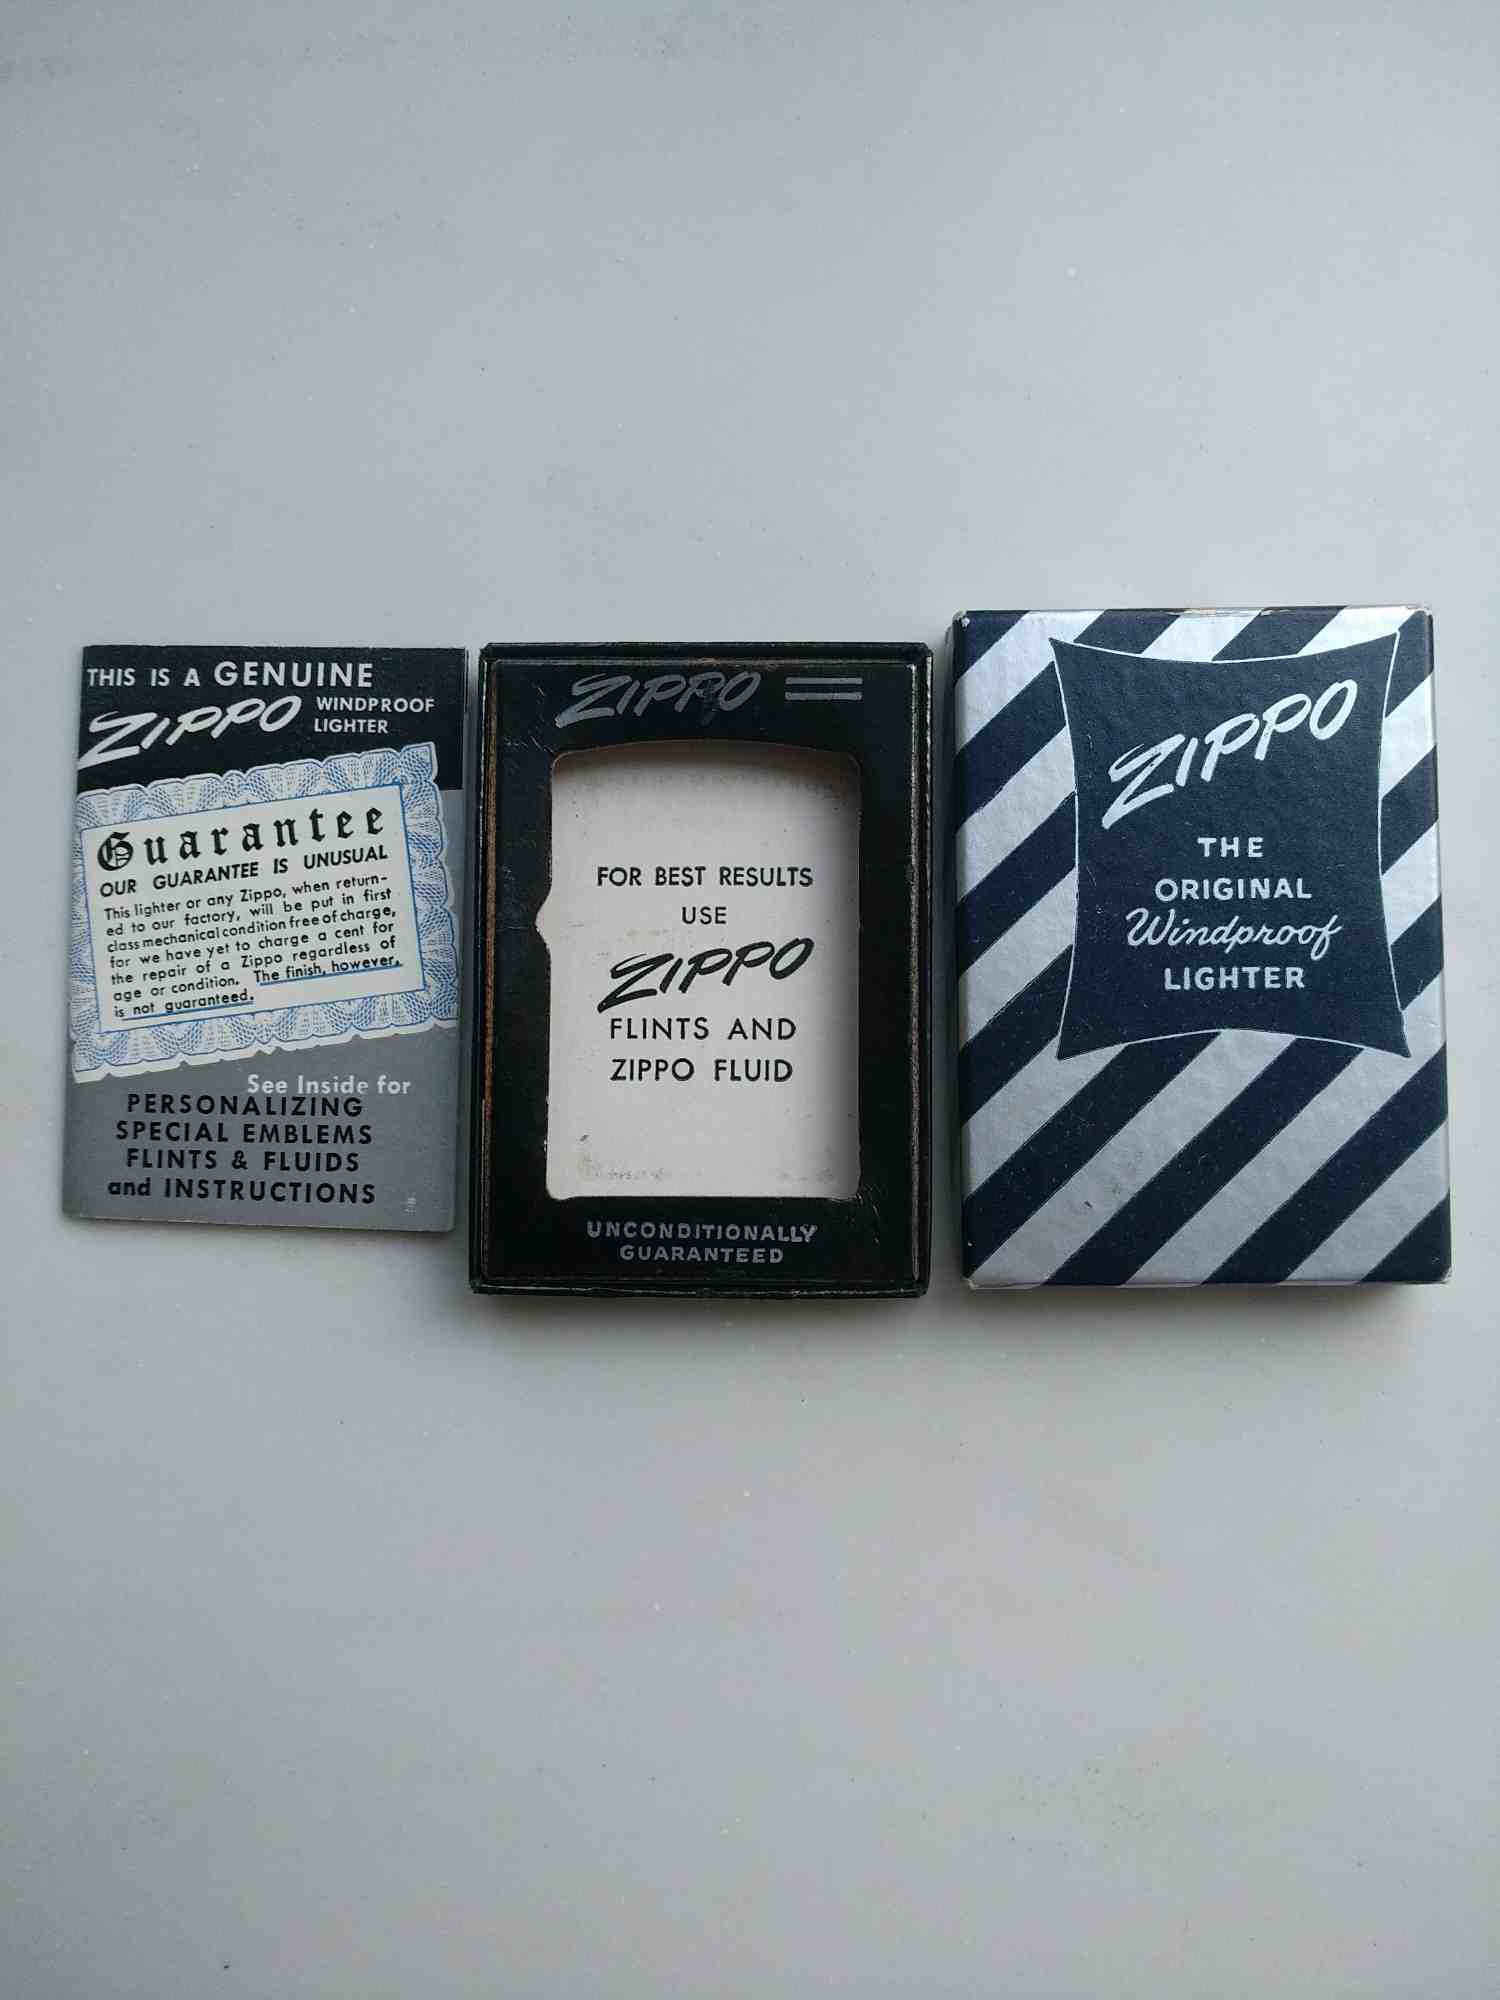 THIS IS A GENUINE
ZIPPO WINDPROOF
LIGHTER
Guarantee
OUR GUARANTEE IS UNUSUAL
This lighter or any Zippo, when return-
ed to our factory, will be put in first
class mechanical condition free of charge,
for we have yet to charge a cent for
the repair of a Zippo regardless of
age or condition. The finish, however,
is not guaranteed.
See Inside for
PERSONALIZING
SPECIAL EMBLEMS
FLINTS & FLUIDS
and INSTRUCTIONS
ZIPPO
FOR BEST RESULTS
USE
ZIPPO
FLINTS AND
ZIPPO FLUID
UNCONDITIONALLY
GUARANTEED
ZIPPO
THE
ORIGINAL
Windproof
LIGHTER